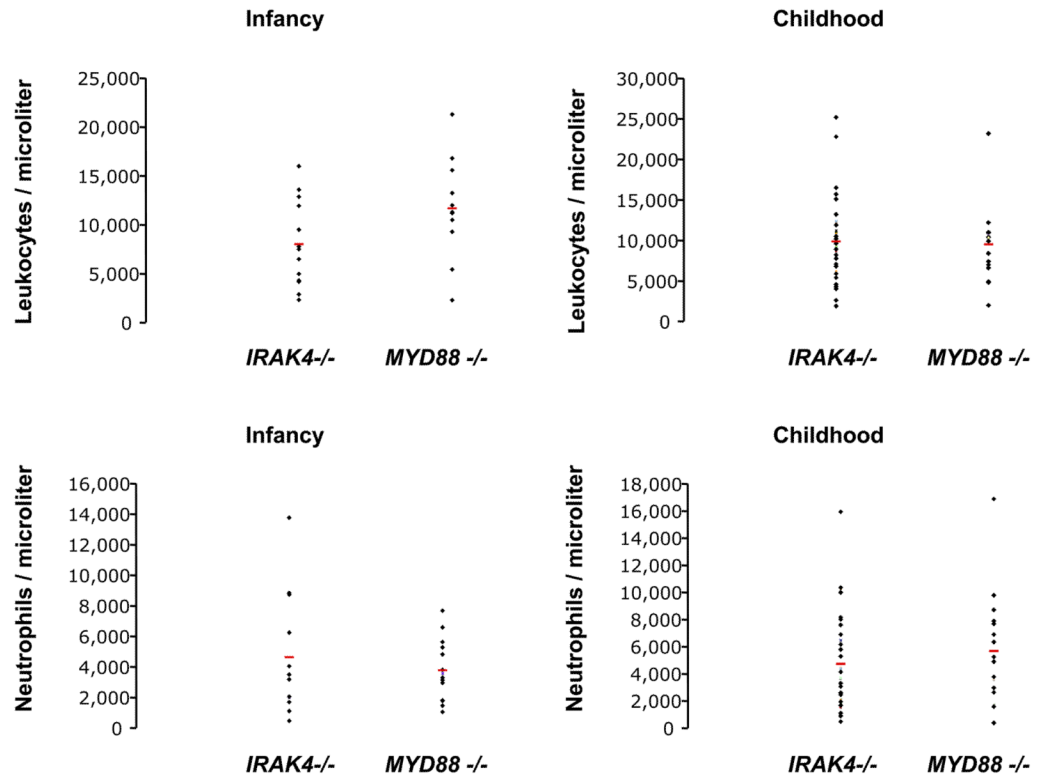 Infancy
Leukocytes / microliter
25,000
20,000
15,000
10,000
5,000
0
IRAK4-/- MYD88 -/-
Childhood
Leukocytes / microliter
30,000
25,000
20,000
15,000
10,000
5,000
0
IRAK4-/- MYD88 -/-
Infancy
Neutrophils / microliter
16,000
14,000
12,000
10,000
8,000
6,000
4,000
2,000
0
IRAK4-/- MYD88 -/-
Childhood
Neutrophils / microliter
18,000
16,000
14,000
12,000
10,000
8,000
6,000
4,000
2,000
0
IRAK4-/- MYD88 -/-